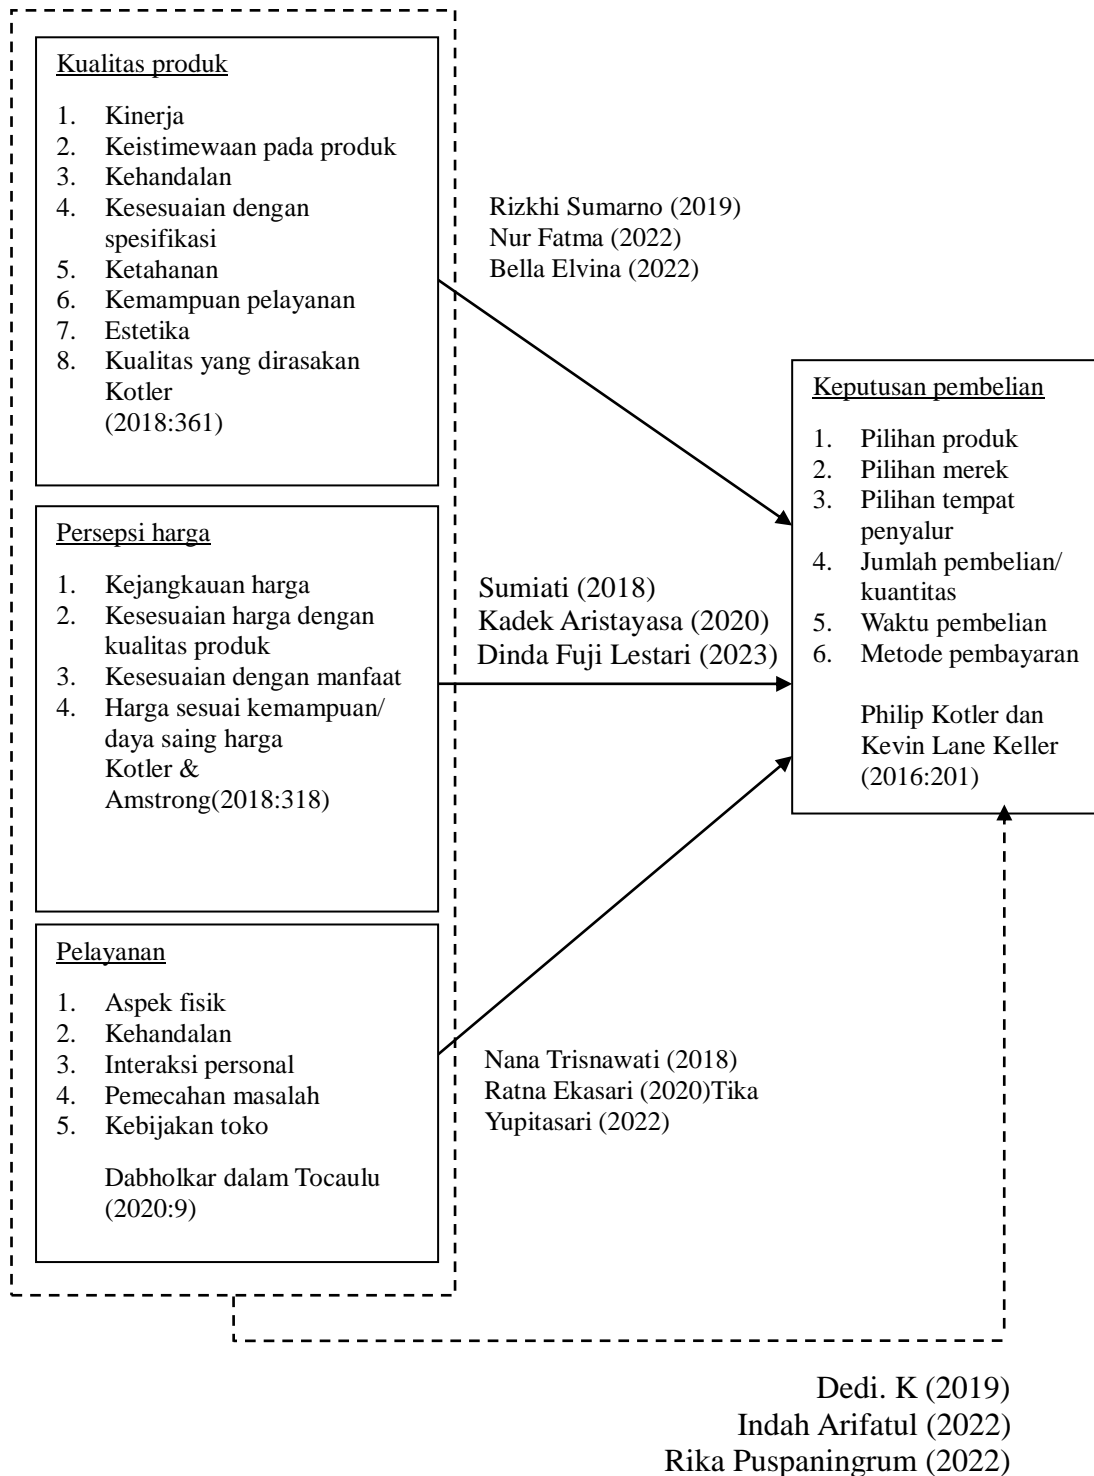 Kualitas produk
1. Kinerja
2. Keistimewaan pada produk
3. Kehandalan
4. Kesesuaian dengan
spesifikasi
5. Ketahanan
6. Kemampuan pelayanan
7. Estetika
8. Kualitas yang dirasakan
Kotler
(2018:361)
Rizkhi Sumarno (2019)
Nur Fatma (2022)
Bella Elvina (2022)
Persepsi harga
1. Kejangkauan harga
2. Kesesuaian harga dengan
kualitas produk
3. Kesesuaian dengan manfaat
4. Harga sesuai kemampuan/
daya saing harga
Kotler &
Amstrong(2018:318)
Sumiati (2018)
Kadek Aristayasa (2020)
Dinda Fuji Lestari (2023)
Pelayanan
1. Aspek fisik
2. Kehandalan
3. Interaksi personal
4. Pemecahan masalah
5. Kebijakan toko
Dabholkar dalam Tocaulu
(2020:9)
Nana Trisnawati (2018)
Ratna Ekasari (2020)Tika
Yupitasari (2022)
Keputusan pembelian
1. Pilihan produk
2. Pilihan merek
3. Pilihan tempat
penyalur
4. Jumlah pembelian/
kuantitas
5. Waktu pembelian
6. Metode pembayaran
Philip Kotler dan
Kevin Lane Keller
(2016:201)
Dedi. K (2019)
Indah Arifatul (2022)
Rika Puspaningrum (2022)